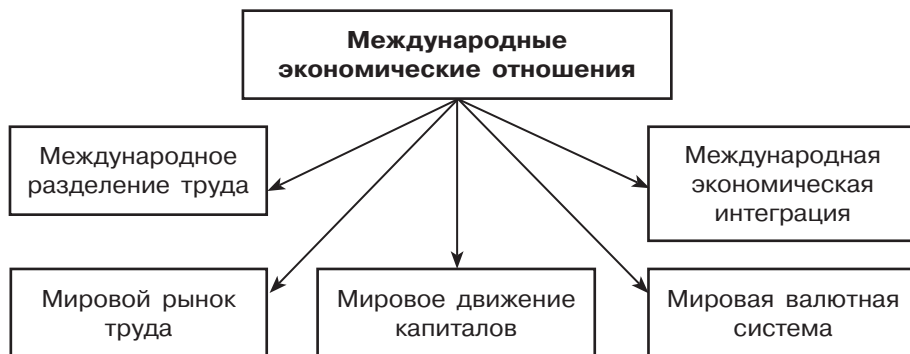 Международные
экономические отношения
Международное
разделение труда
Международная
экономическая
интеграция
Мировой рынок
труда
Мировое движение
капиталов
Мировая валютная
система